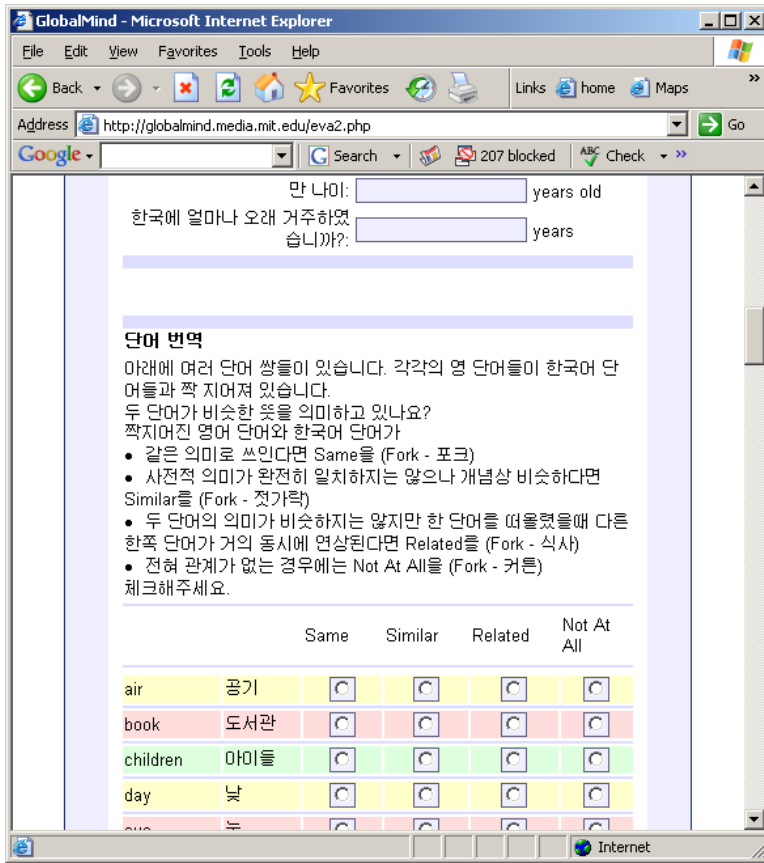 GlobalMind - Microsoft Internet Explorer
File Edit View Favorites Tools Help
Back Favorites Links home Maps »
Address http://globalmind.media.mit.edu/eva2.php Go
Google Search 207 blocked ABC Check »
만 나이: years old
한국에 얼마나 오래 거주하였
습니까?: years
단어 번역
아래에 여러 단어 쌍들이 있습니다. 각각의 영 단어들이 한국어 단
어들과 짝 지어져 있습니다.
두 단어가 비슷한 뜻을 의미하고 있나요?
짝지어진 영어 단어와 한국어 단어가
● 같은 의미로 쓰인다면 Same을 (Fork - 포크)
● 사전적 의미가 완전히 일치하지는 않으나 개념상 비슷하다면
Similar를 (Fork - 젓가락)
● 두 단어의 의미가 비슷하지는 않지만 한 단어를 떠올렸을때 다른
한쪽 단어가 거의 동시에 연상된다면 Related을 (Fork - 식사)
● 전혀 관계가 없는 경우에는 Not At All을 (Fork - 커튼)
체크해주세요.
Same Similar Related Not At
All
air 공기
book 도서관
children 아이들
day 낮
Internet